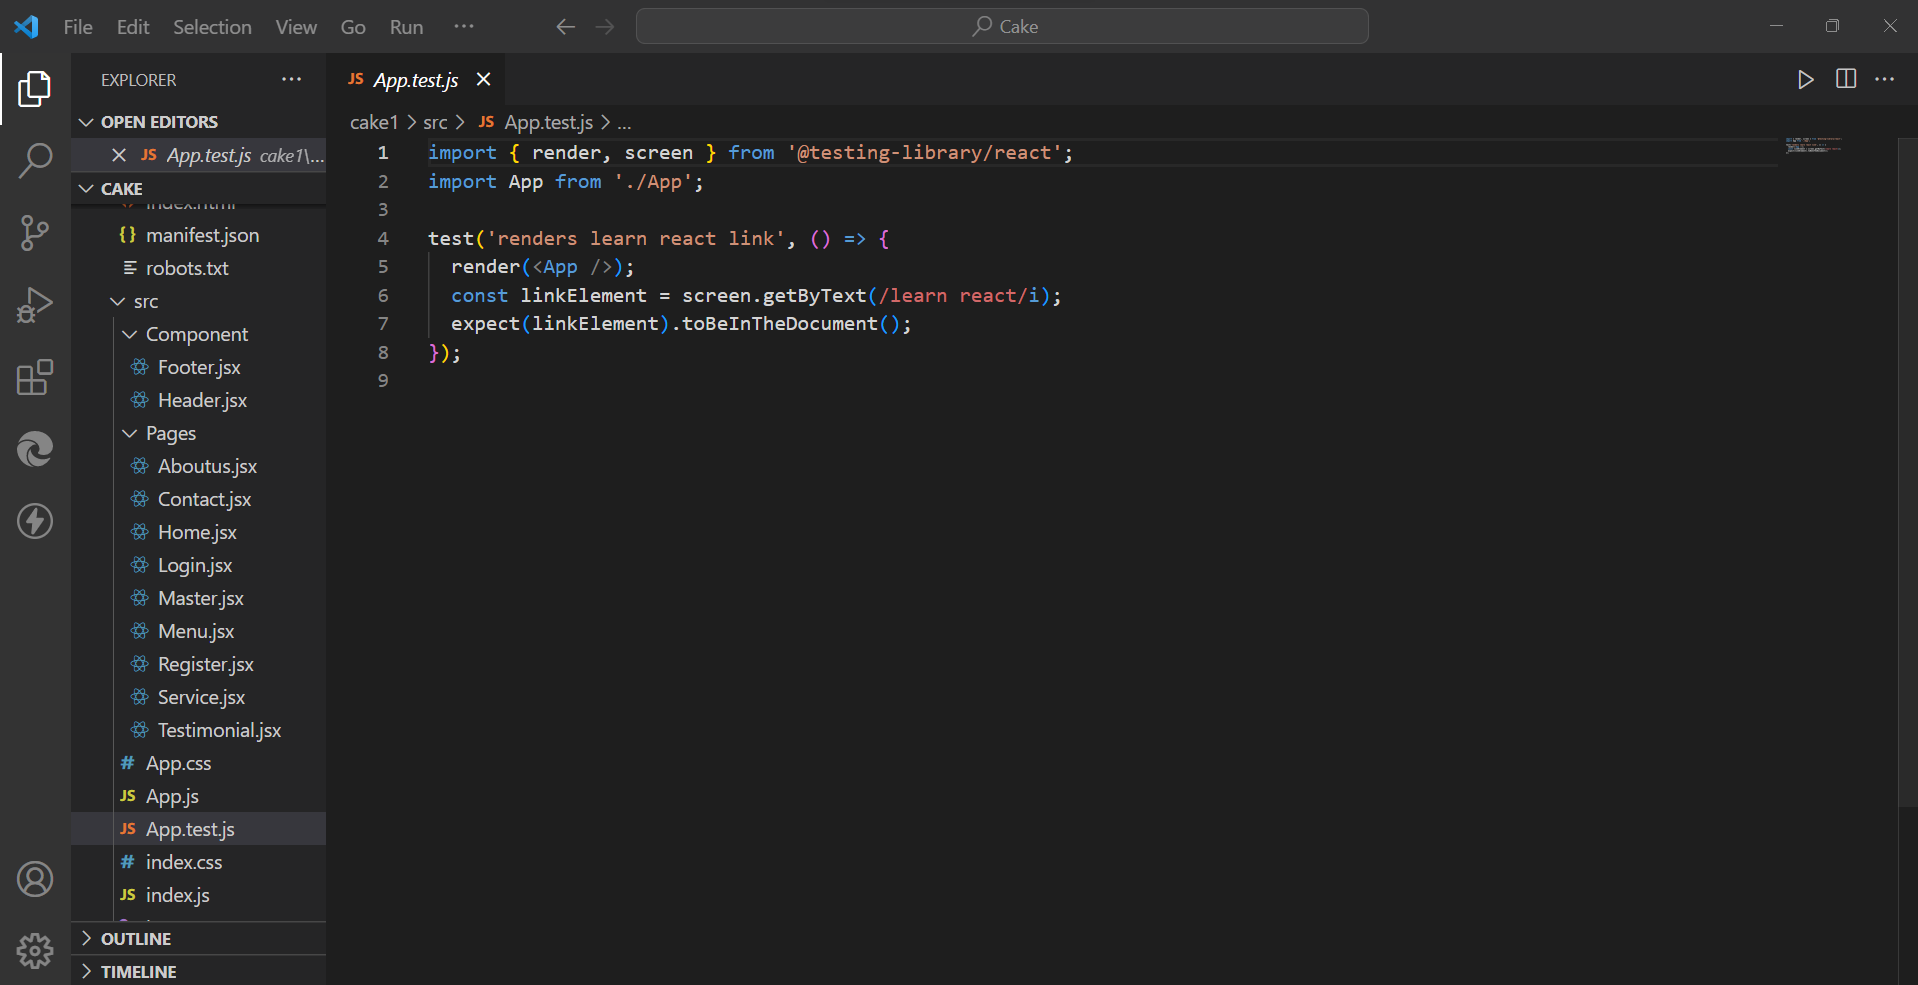 File Edit Selection View Go Run ···
Cake
EXPLORER ···
OPEN EDITORS
JS App.test.js cake1\...
CAKE
index.html
{} manifest.json
robots.txt
src
Component
Footer.jsx
Header.jsx
Pages
Aboutus.jsx
Contact.jsx
Home.jsx
Login.jsx
Master.jsx
Menu.jsx
Register.jsx
Service.jsx
Testimonial.jsx
# App.css
JS App.js
JS App.test.js
# index.css
JS index.js
OUTLINE
TIMELINE
JS App.test.js
cake1 > src > JS App.test.js > ...
1 import { render, screen } from '@testing-library/react';
2 import App from './App';
3
4 test('renders learn react link', () => {
5   render(<App />);
6   const linkElement = screen.getByText(/learn react/i);
7   expect(linkElement).toBeInTheDocument();
8 });
9